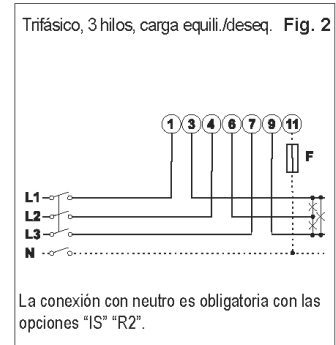 Trifásico, 3 hilos, carga equili./deseq. Fig. 2
1 3 4 6 7 9 11
F
L1
L2
L3
N
La conexión con neutro es obligatoria con las
opciones “IS” “R2”.